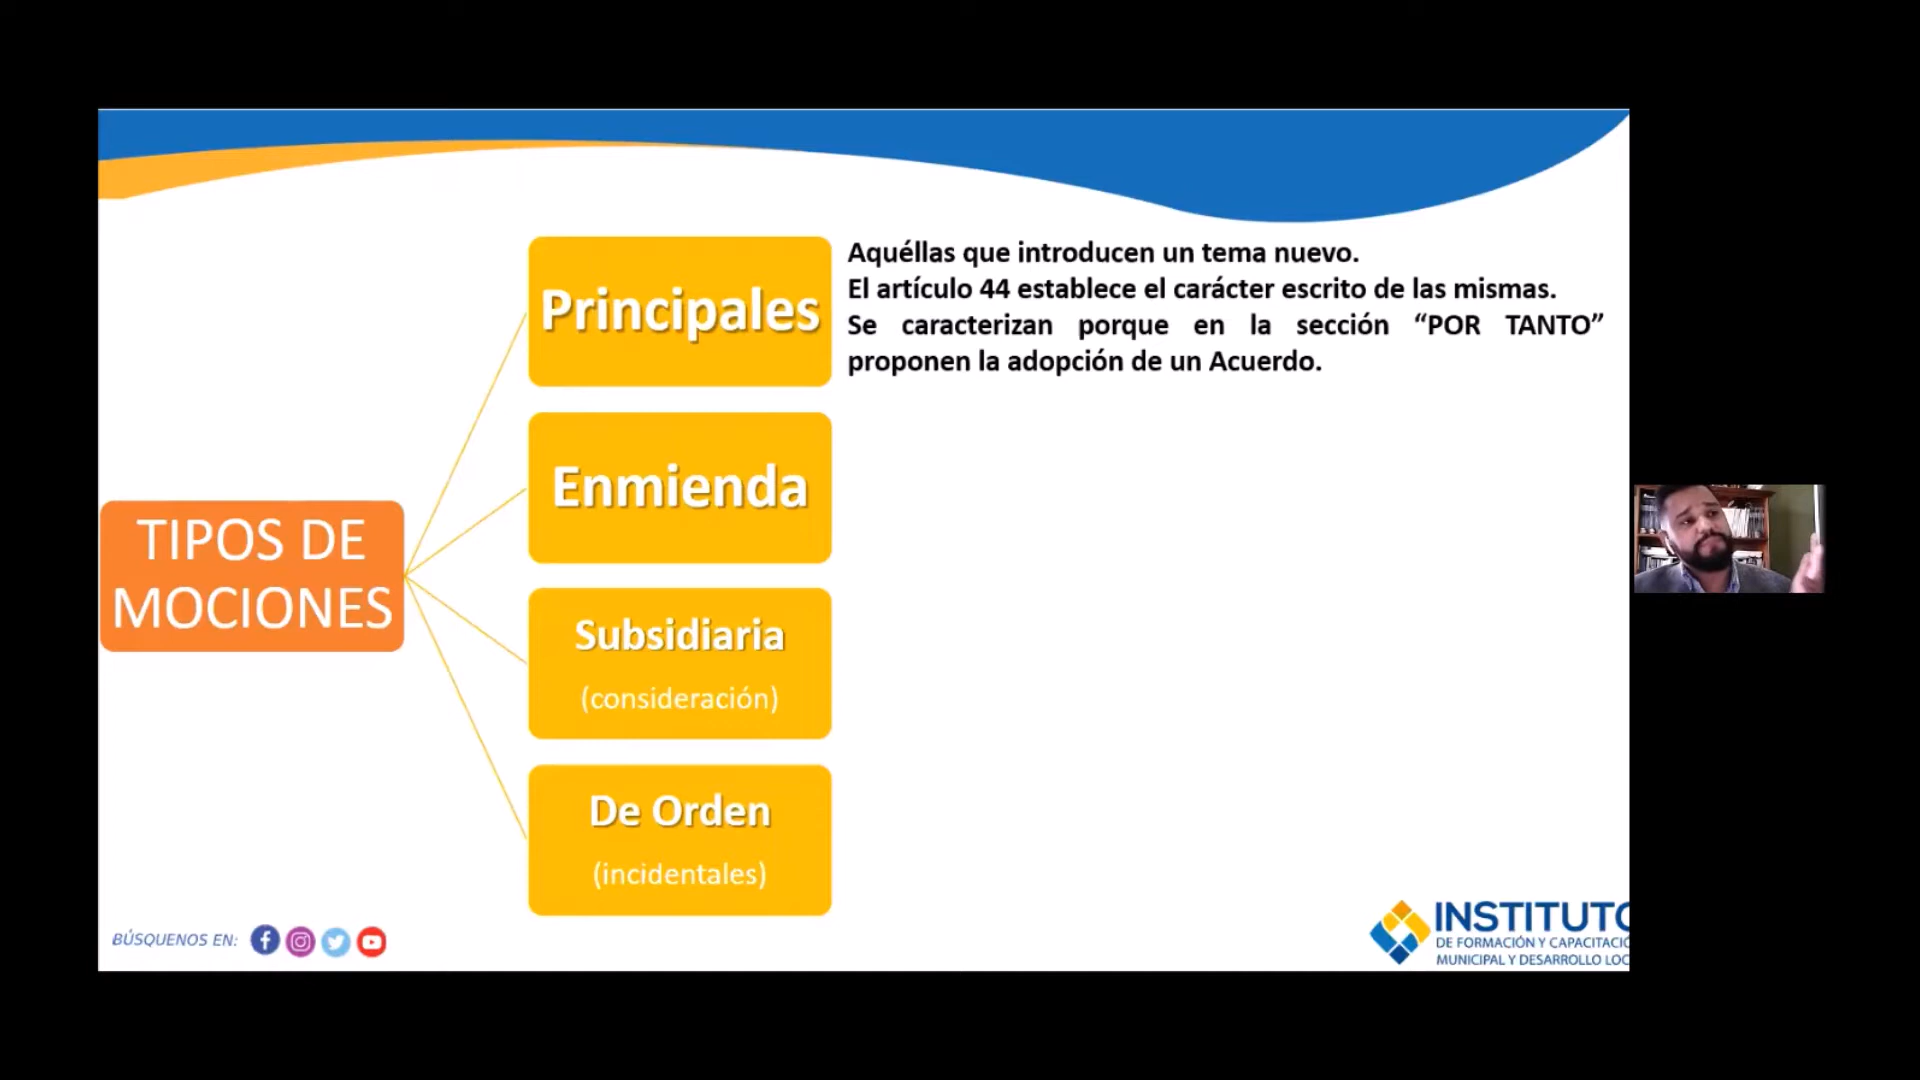 Principales
Aquéllas que introducen un tema nuevo.
El artículo 44 establece el carácter escrito de las mismas.
Se caracterizan porque en la sección “POR TANTO”
proponen la adopción de un Acuerdo.
Enmienda
TIPOS DE
MOCIONES
Subsidiaria
(consideración)
De Orden
(incidentales)
BÚSQUENOS EN:
INSTITUTO
DE FORMACIÓN Y CAPACITACIÓ
MUNICIPAL Y DESARROLLO LOC